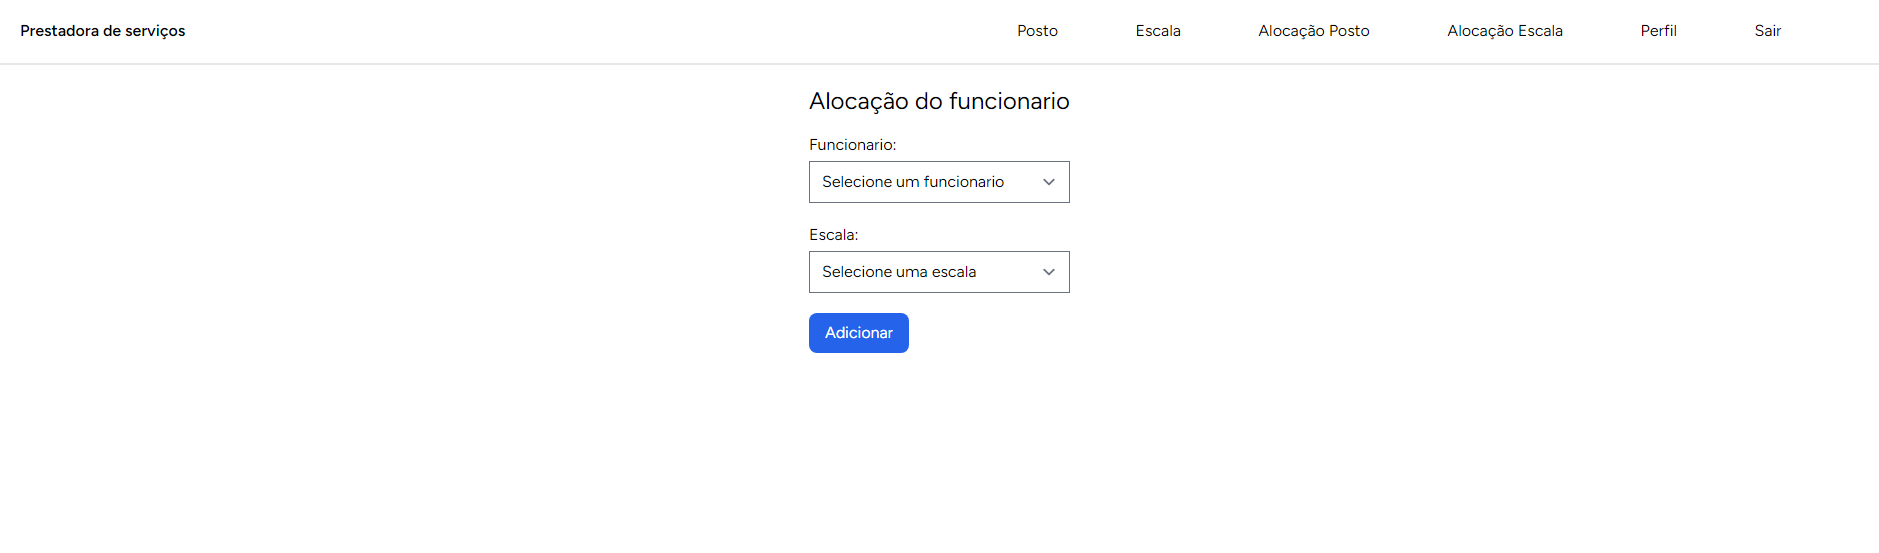 Prestadora de serviços
Posto
Escala
Alocação Posto
Alocação Escala
Perfil
Sair
Alocação do funcionario
Funcionario:
Selecione um funcionario
Escala:
Selecione uma escala
Adicionar